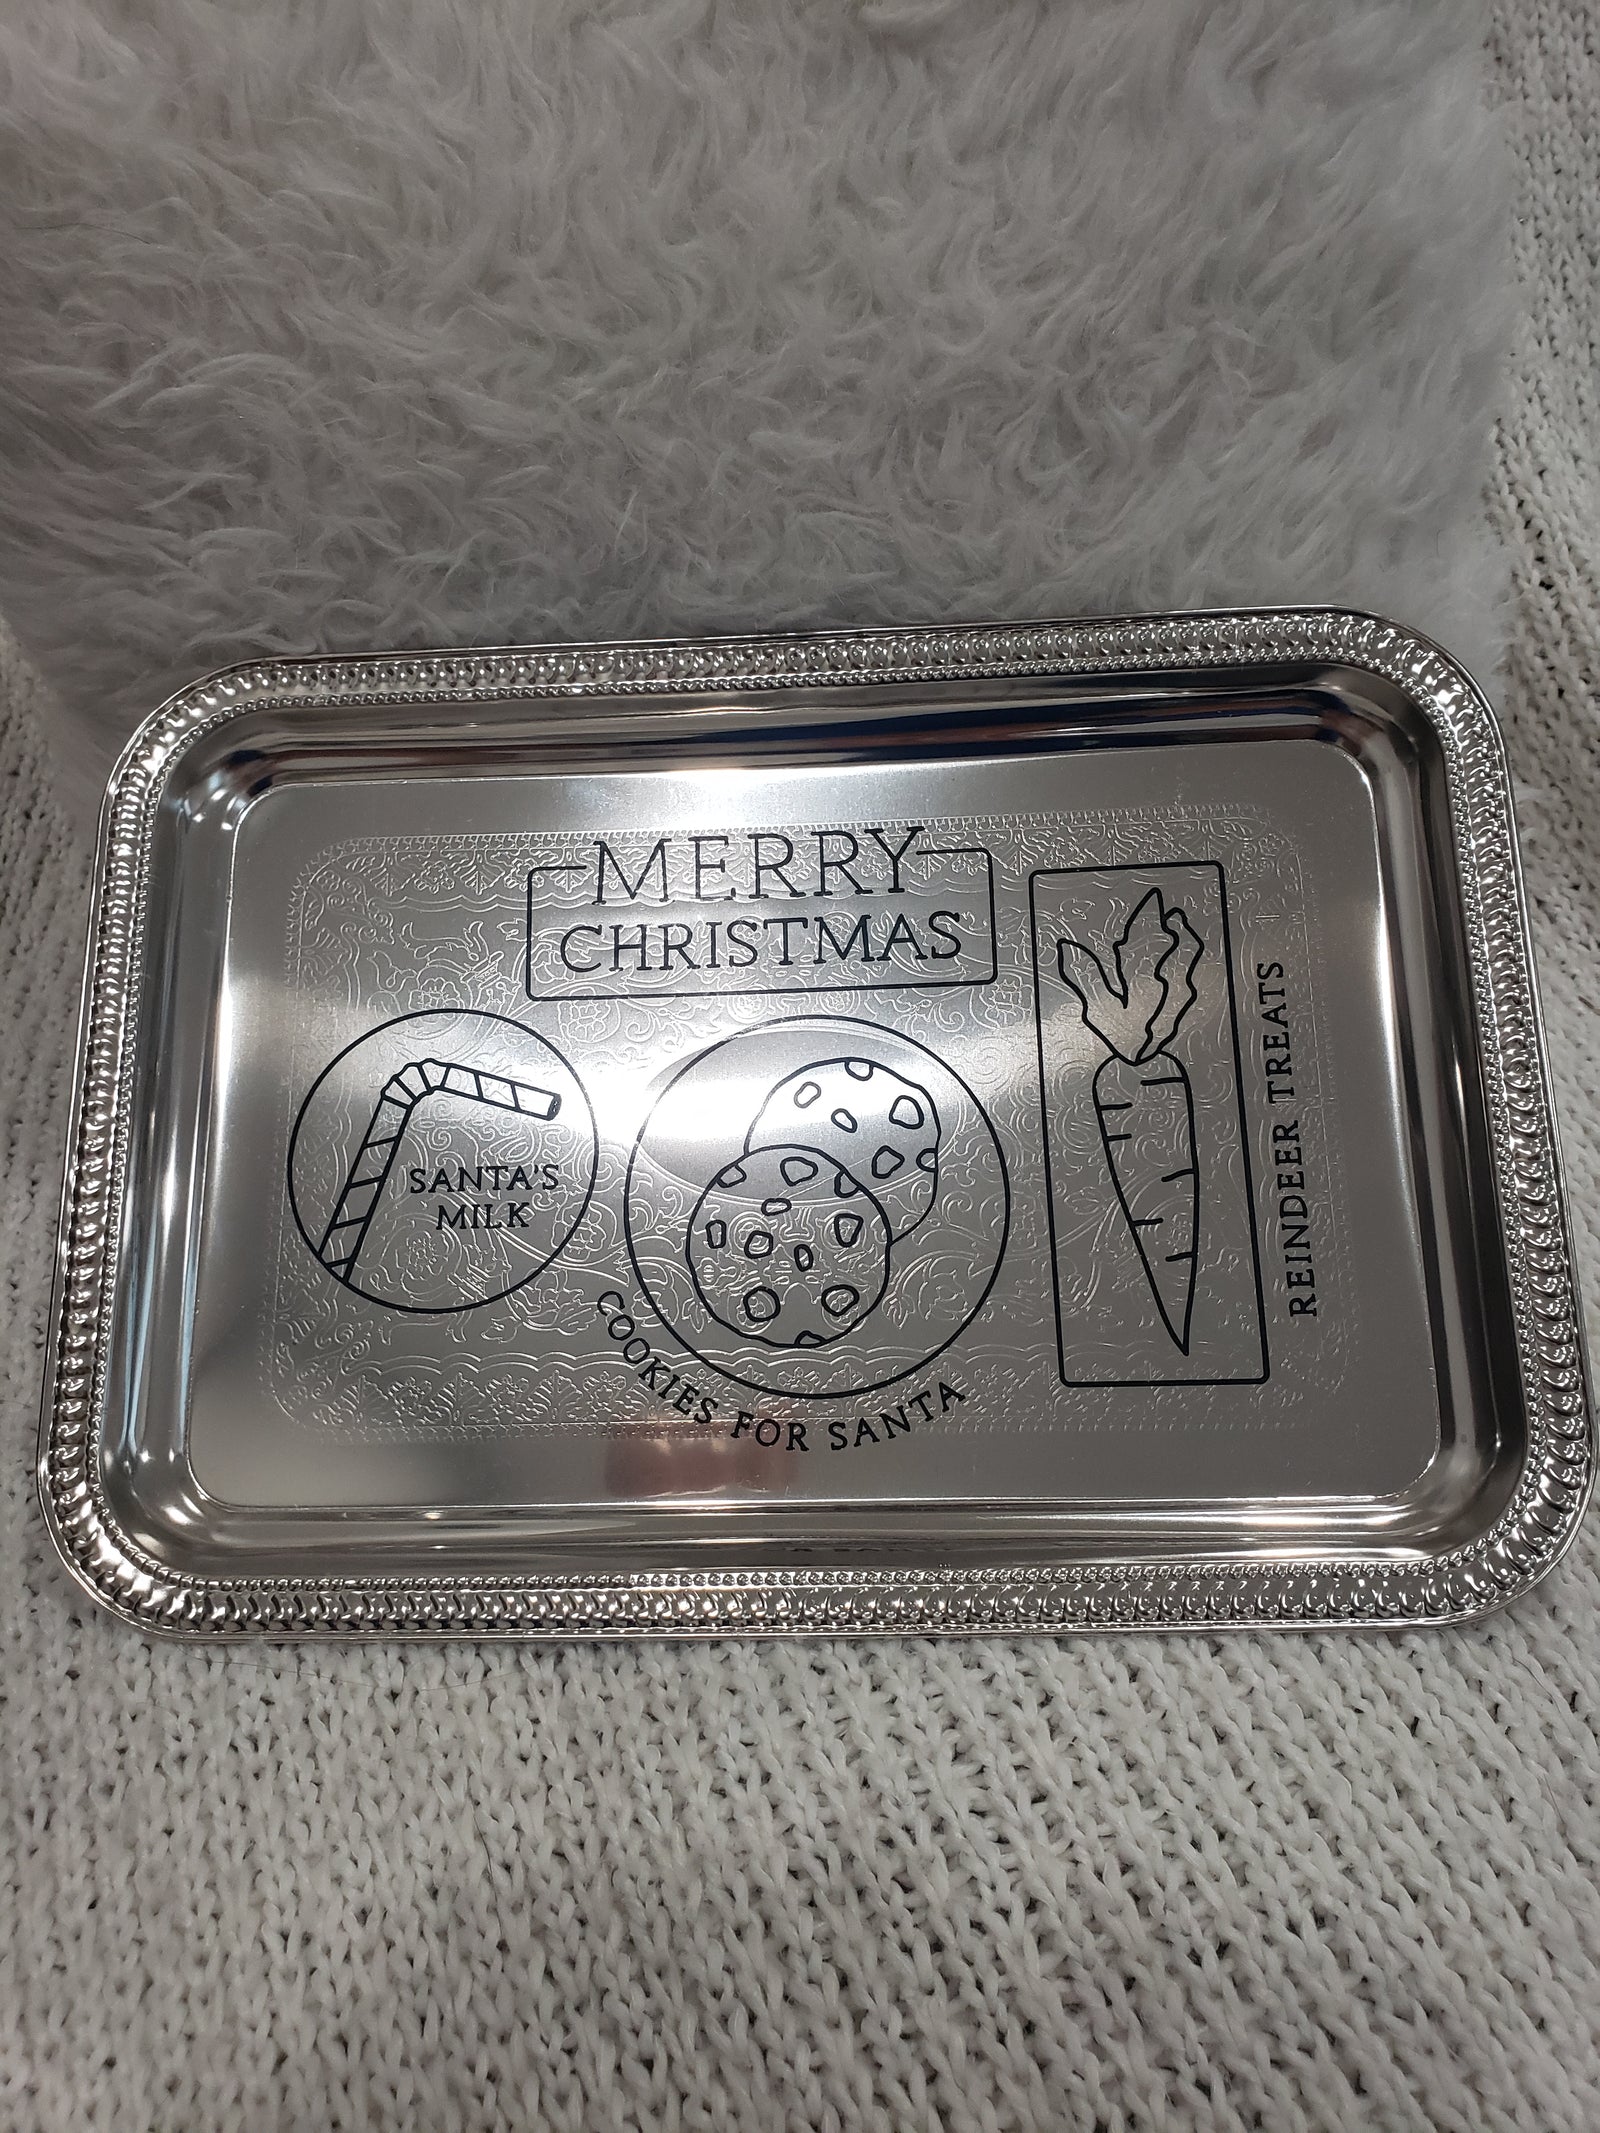 MERRY
CHRISTMAS
SANTA'S
MILK
COOKIES FOR SANTA
REINDEER TREATS